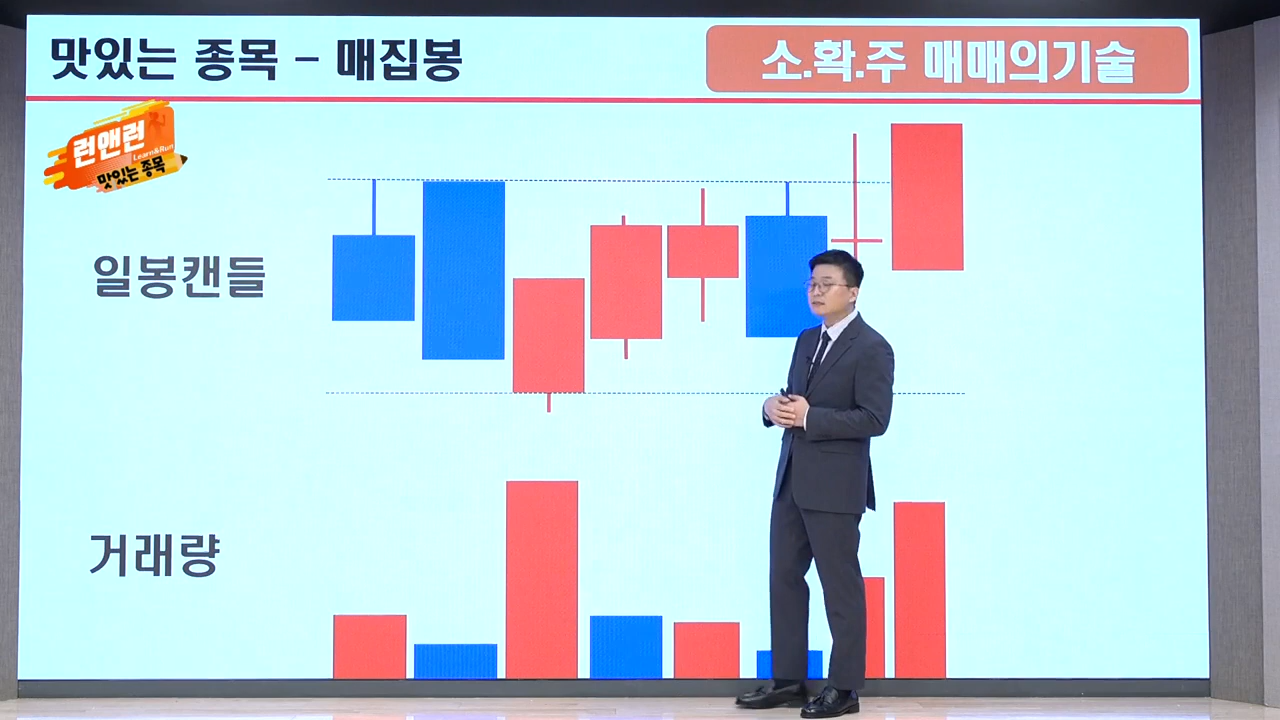 맛있는 종목 - 매집봉
소.확.주 매매의기술
런앤런
Learn&Run
맛있는 종목
일봉캔들
거래량